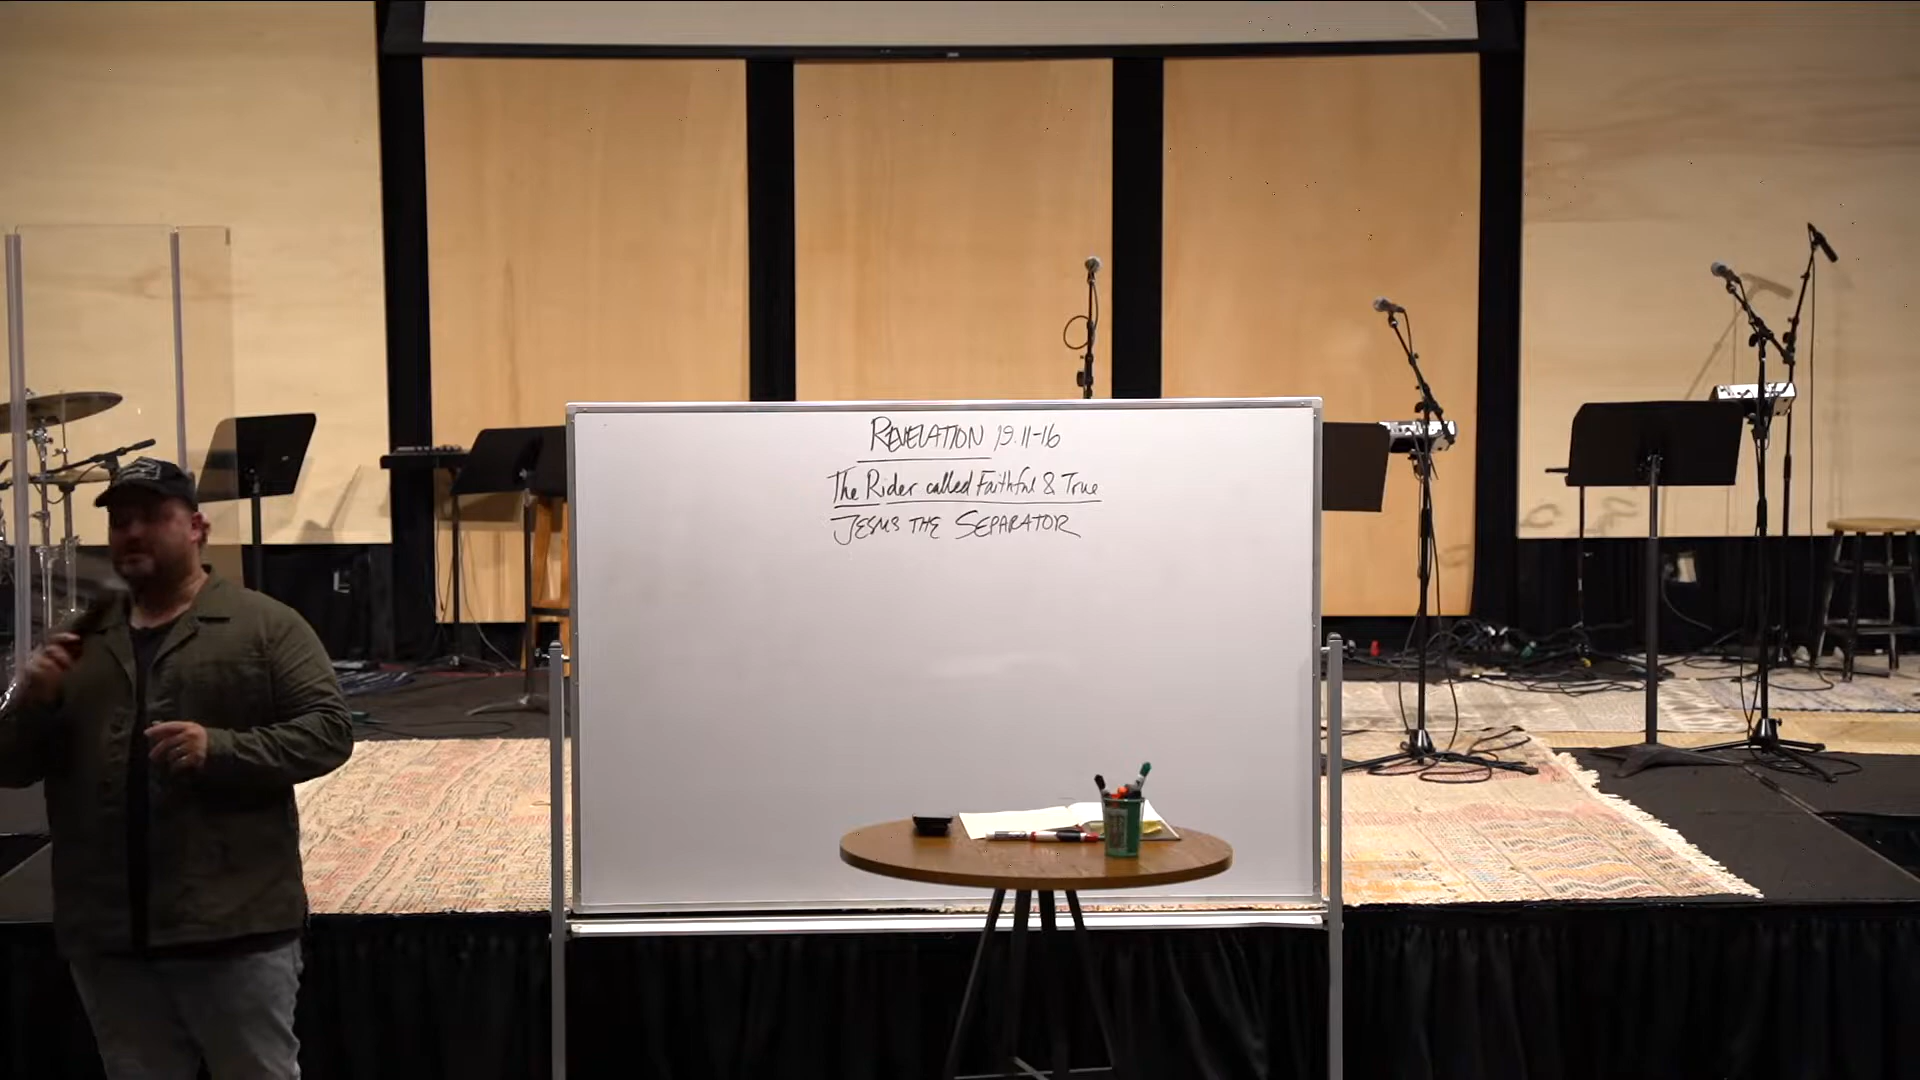 REVELATION 19.11-16
The Rider called Faithful & True
JESUS THE SEPARATOR